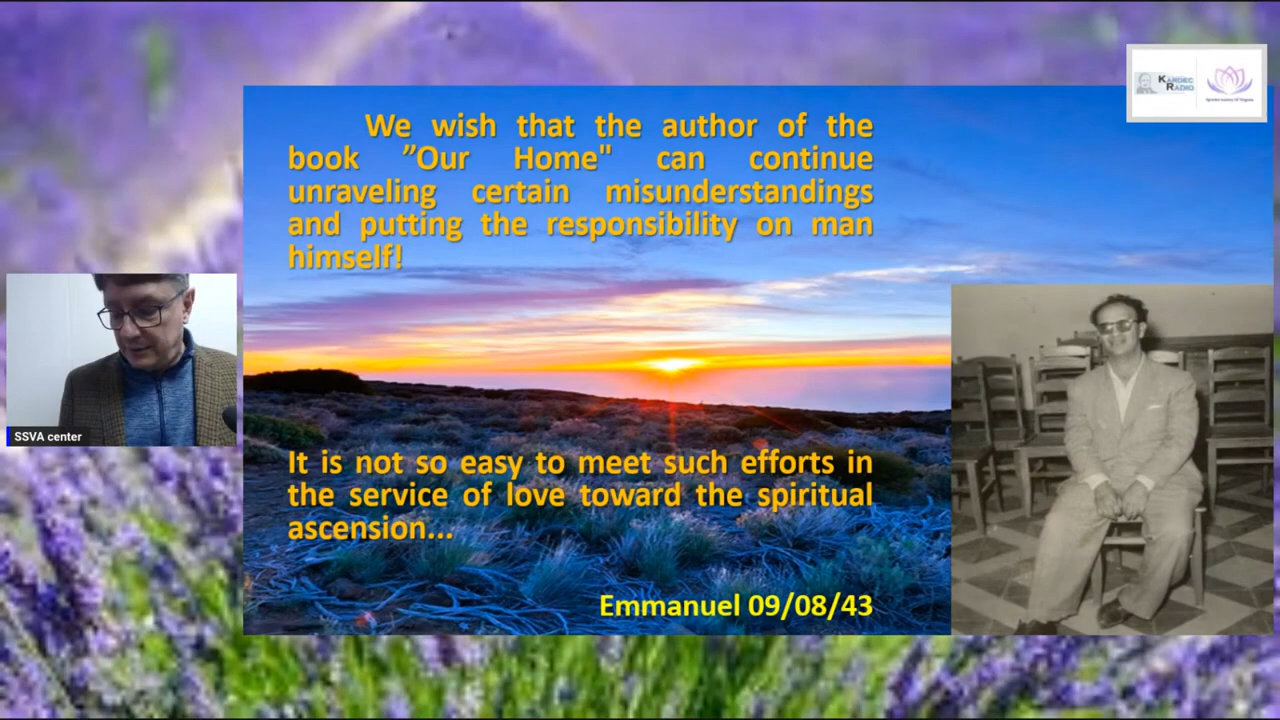 We wish that the author of the
book ”Our Home" can continue
unraveling certain misunderstandings
and putting the responsibility on man
himself!
It is not so easy to meet such efforts in
the service of love toward the spiritual
ascension...
Emmanuel 09/08/43
SSVA center
KARDEC
RADIO